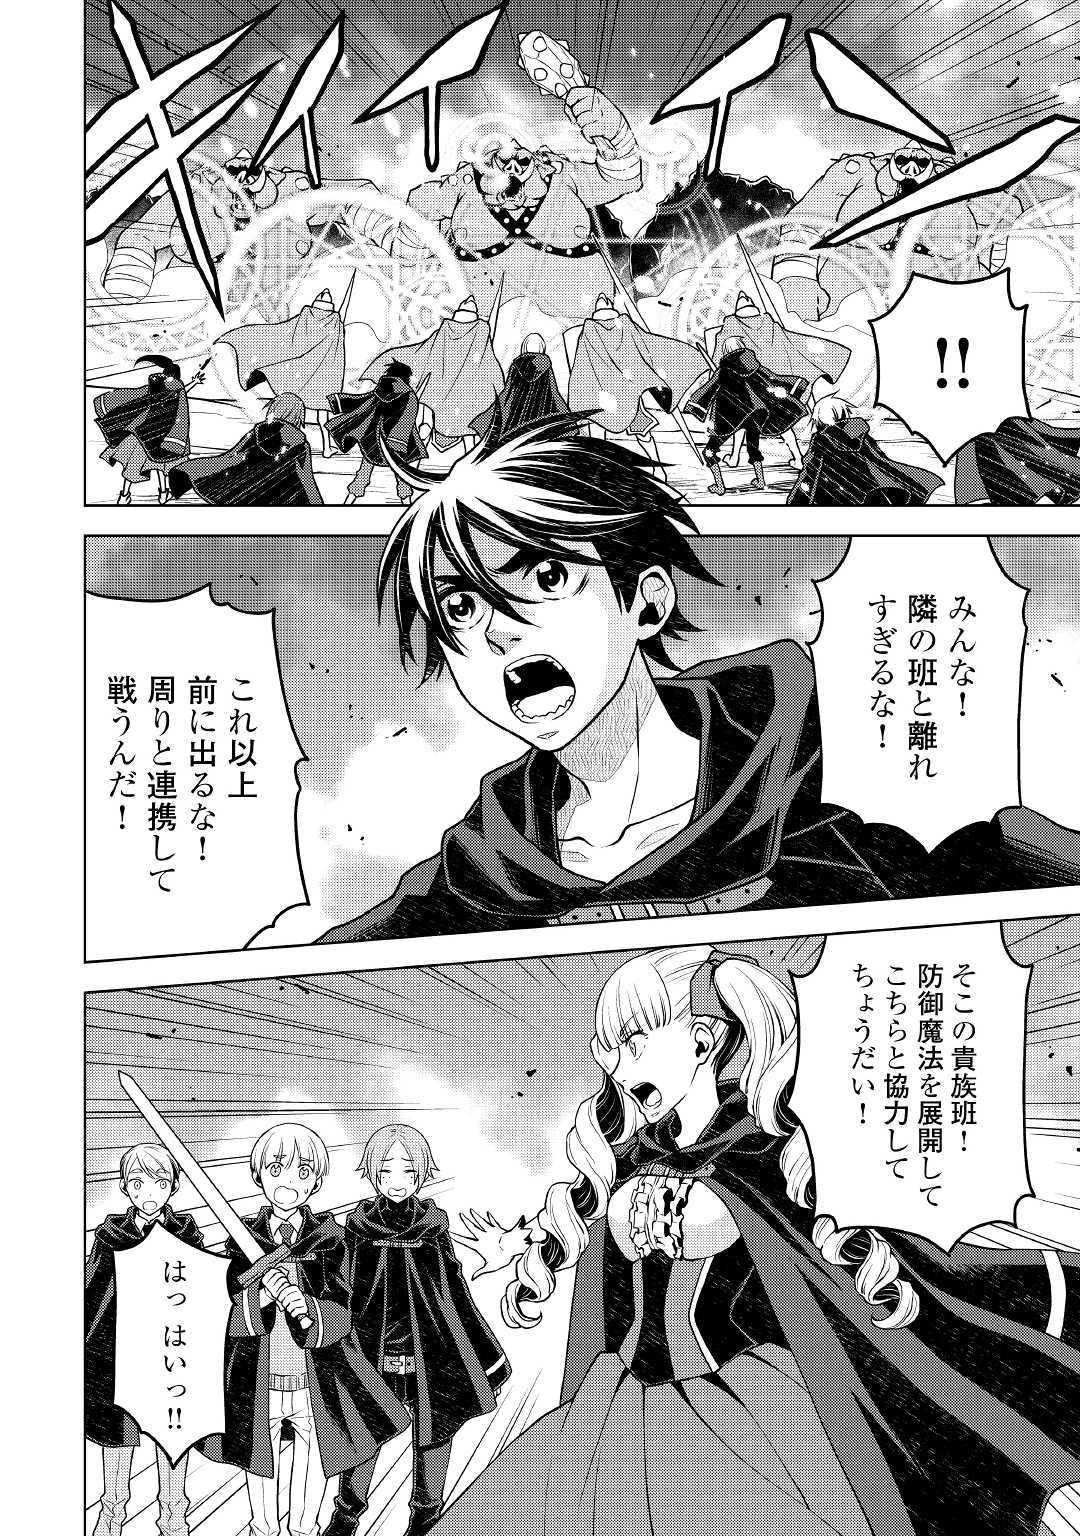 ギィィィン
!!
みんな！
隣の班と離れ
すぎるな！
これ以上
前に出るな！
周りと連携して
戦うんだ！
そこの貴族班！
防御魔法を展開して
こちらと協力して
ちょうだい！
はっ はいっ!!